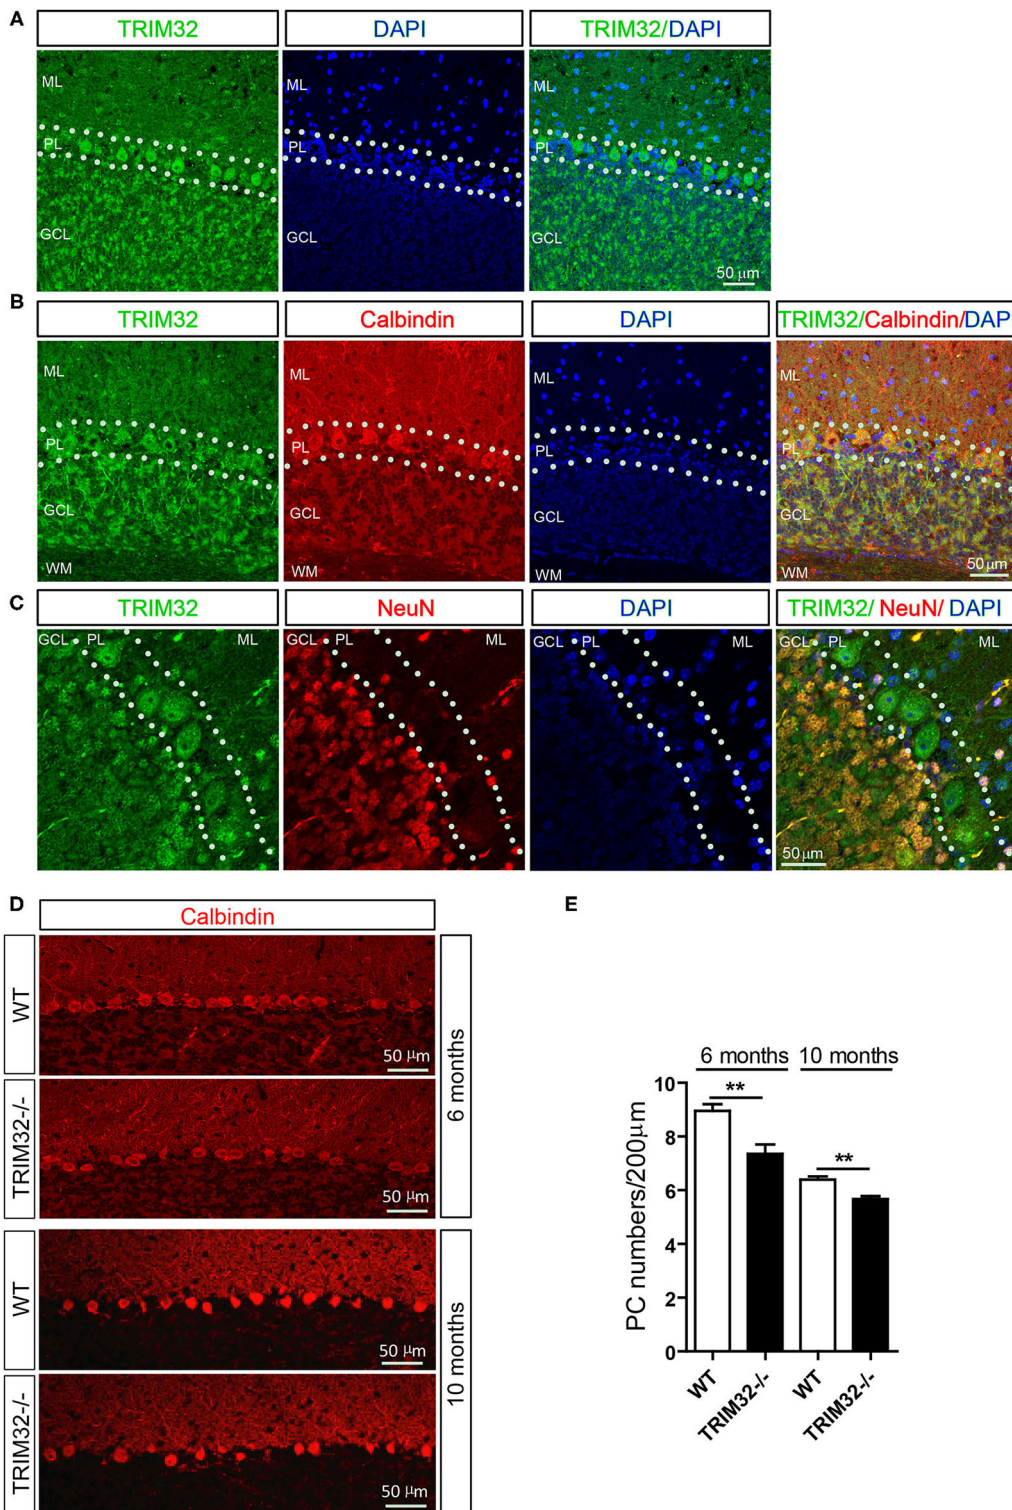 A
TRIM32
DAPI
TRIM32/DAPI
ML
PL
GCL
ML
PL
GCL
50 μm
B
TRIM32
Calbindin
DAPI
TRIM32/Calbindin/DAP
ML
PL
GCL
WM
ML
PL
GCL
WM
ML
PL
GCL
WM
ML
PL
GCL
WM
50 μm
C
TRIM32
NeuN
DAPI
TRIM32/ NeuN/ DAPI
GCL PL ML
GCL PL ML
GCL PL ML
GCL PL ML
50 μm
D
Calbindin
WT
50 μm
TRIM32-/-
50 μm
6 months
WT
50 μm
TRIM32-/-
50 μm
10 months
E
6 months 10 months
** **
PC numbers/200μm
10
8
6
4
2
0
WT
TRIM32-/-
WT
TRIM32-/-